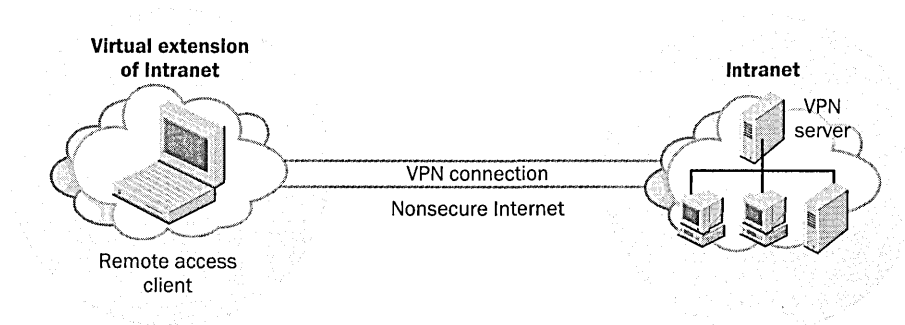 Virtual extension
of Intranet
Intranet
VPN
server
VPN connection
Nonsecure Internet
Remote access
client